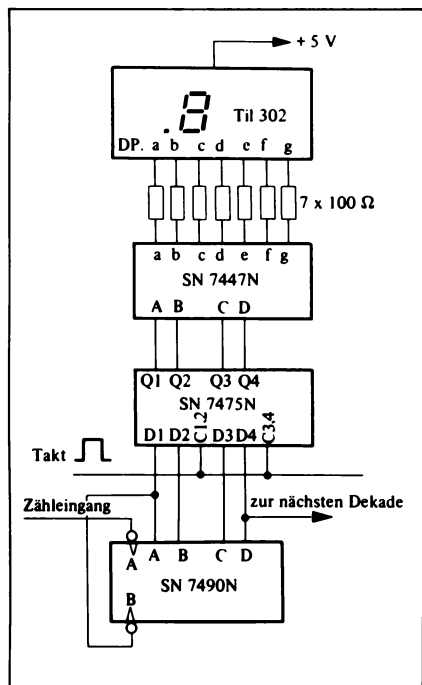 + 5 V
Til 302
DP. a b c d e f g
7 x 100 Ω
a b c d e f g
SN 7447N
A B C D
Q1 Q2 Q3 Q4
SN 7475N
D1 D2 C1,2 D3 D4 C3,4
Takt
Zähleingang
zur nächsten Dekade
A B C D
A
SN 7490N
B